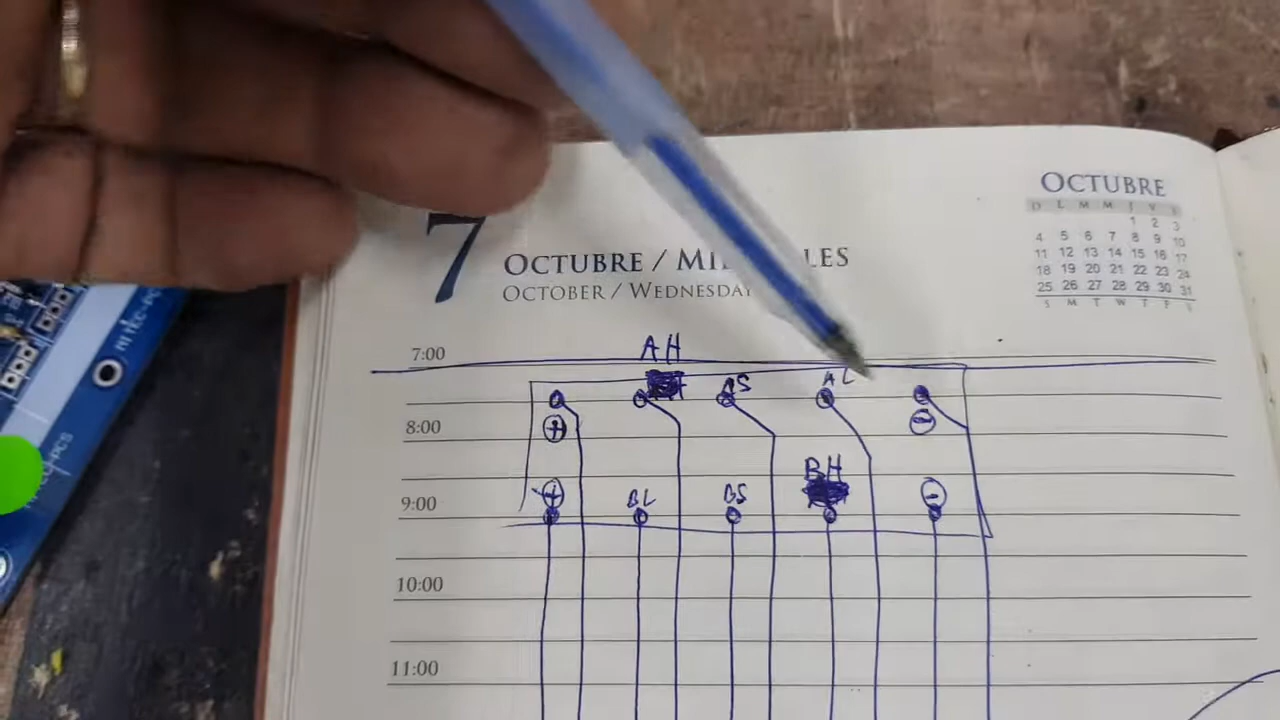 7
OCTUBRE / MI LES
OCTOBER / WEDNESDAY
OCTUBRE
D L M M J V S
1 2 3
4 5 6 7 8 9 10
11 12 13 14 15 16 17
18 19 20 21 22 23 24
25 26 27 28 29 30 31
S M T W T F S
7:00
AH
AS AL
8:00
+ -
BH
+ BL BS -
9:00
10:00
11:00